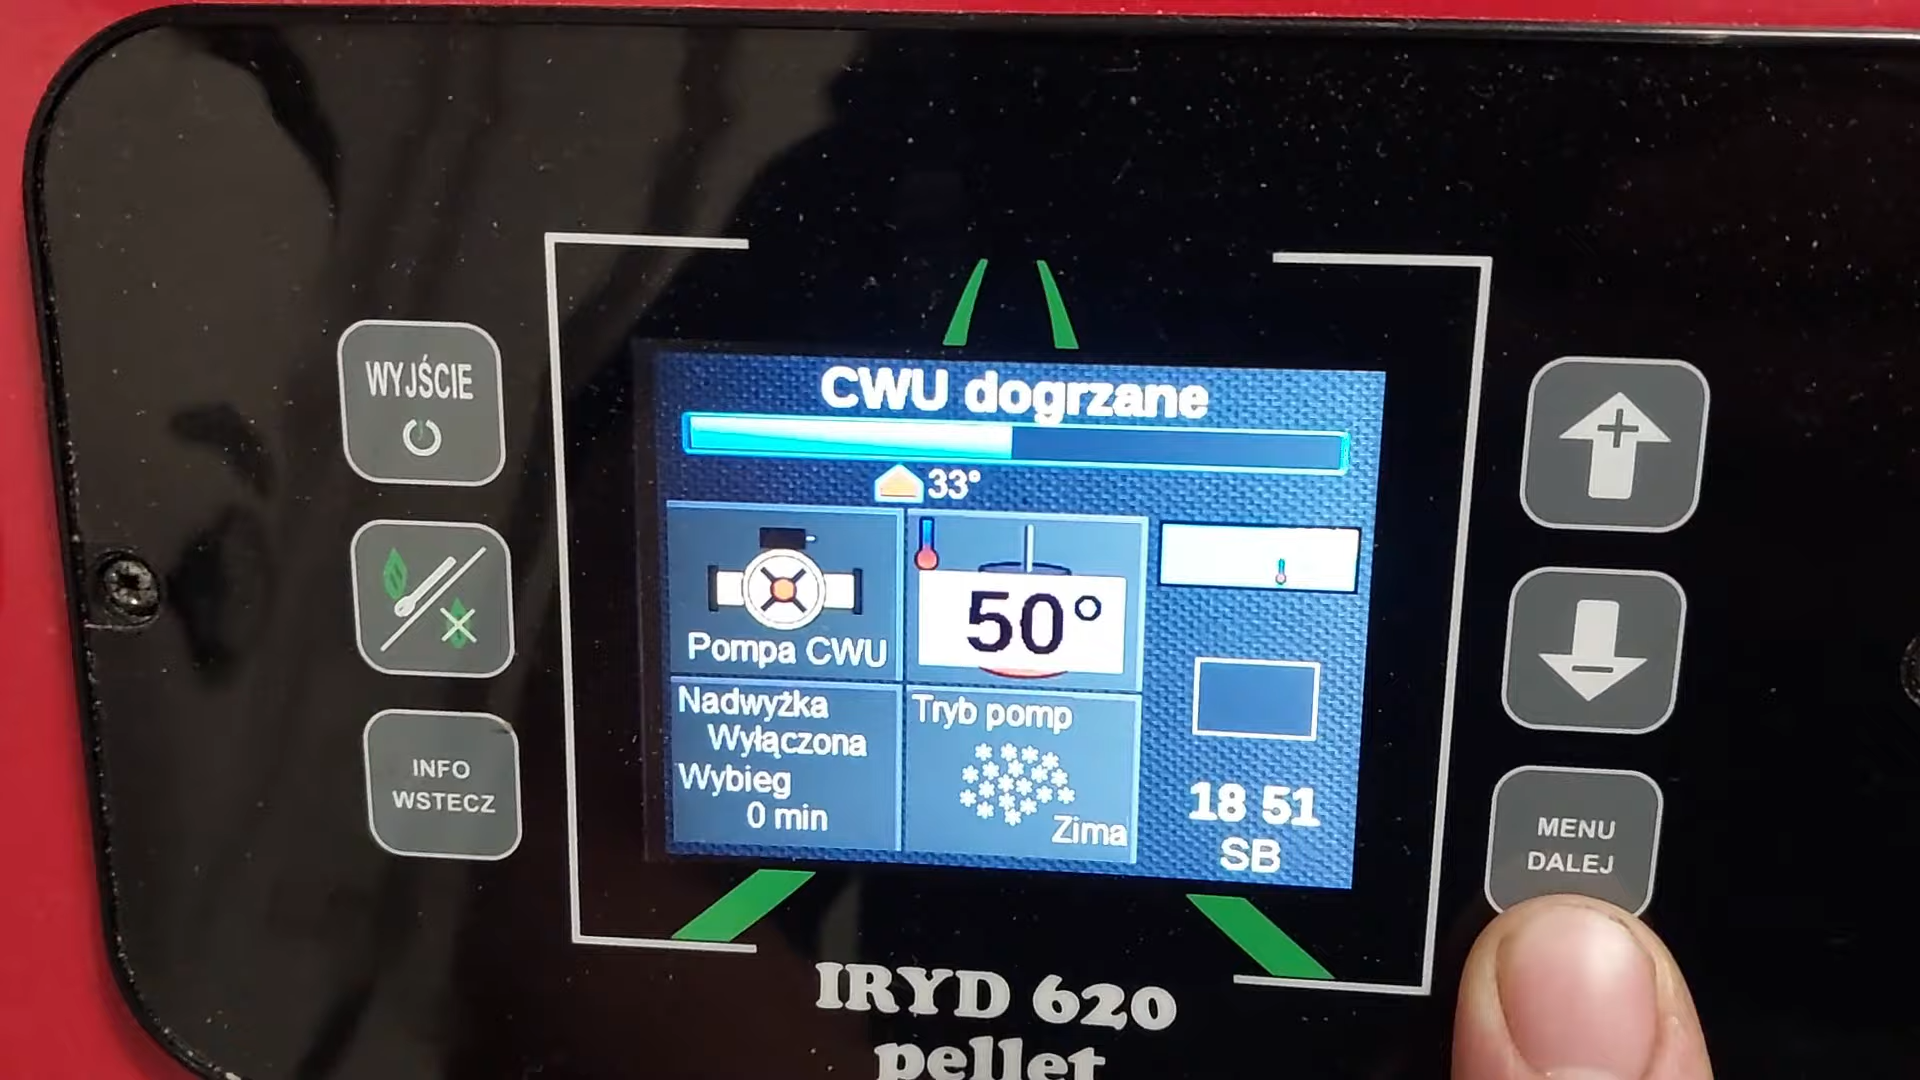 WYJŚCIE
INFO
WSTECZ
CWU dogrzane
33°
Pompa CWU
50°
Nadwyżka
Wyłączona
Wybieg
0 min
Tryb pomp
Zima
18 51
SB
MENU
DALEJ
IRYD 620
pellet